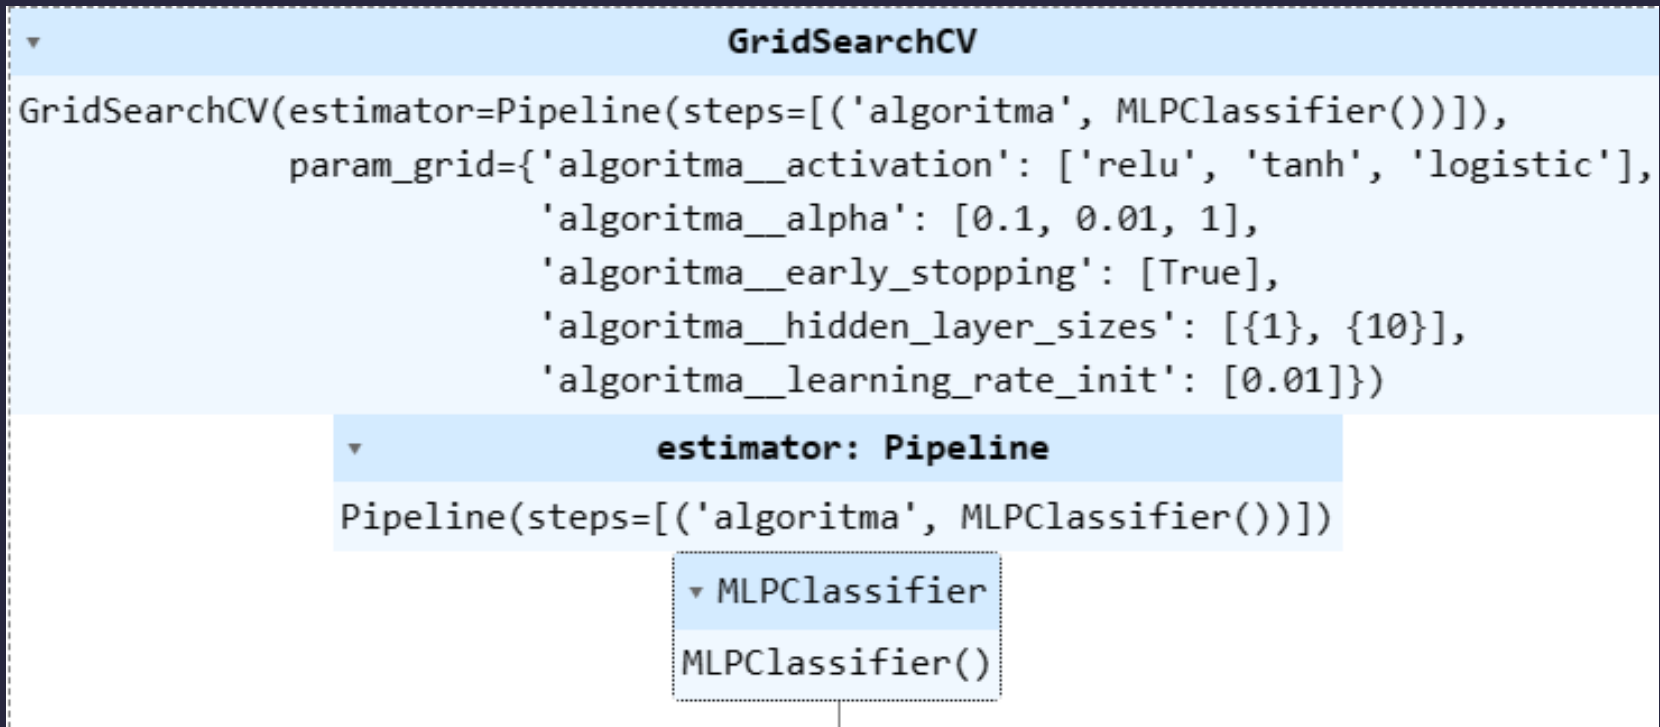 GridSearchCV
GridSearchCV(estimator=Pipeline(steps=[('algoritma', MLPClassifier())]),
             param_grid={'algoritma__activation': ['relu', 'tanh', 'logistic'],
                         'algoritma__alpha': [0.1, 0.01, 1],
                         'algoritma__early_stopping': [True],
                         'algoritma__hidden_layer_sizes': [{1}, {10}],
                         'algoritma__learning_rate_init': [0.01]})
estimator: Pipeline
Pipeline(steps=[('algoritma', MLPClassifier())])
MLPClassifier
MLPClassifier()